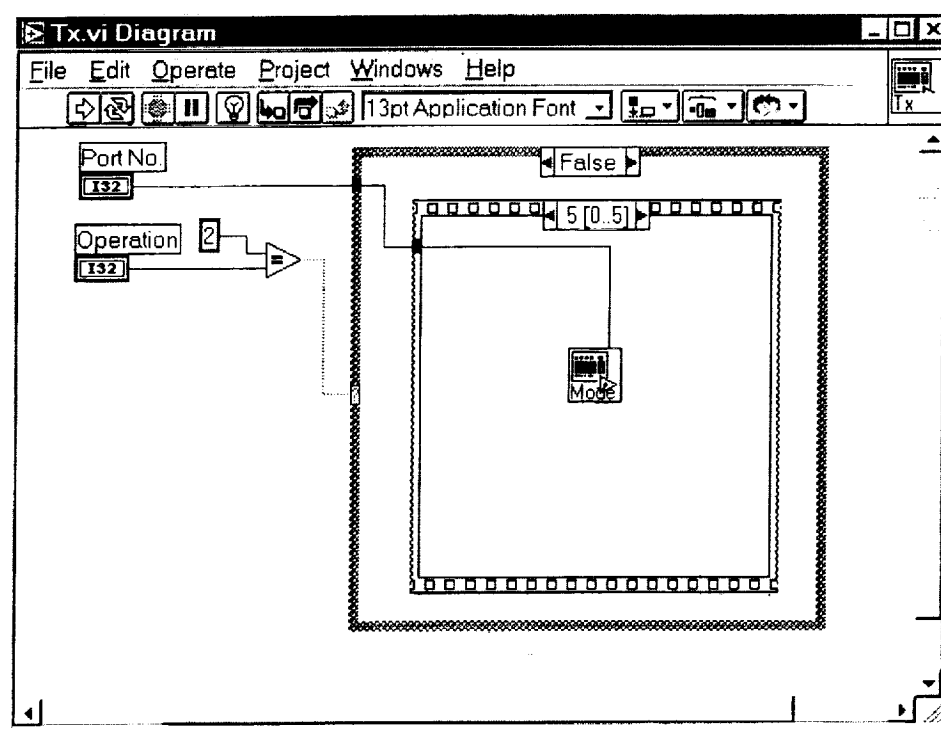 Tx.vi Diagram
File Edit Operate Project Windows Help
13pt Application Font
Tx
Port No.
I32
False
5 [0..5]
Operation
2
I32
=
Mode